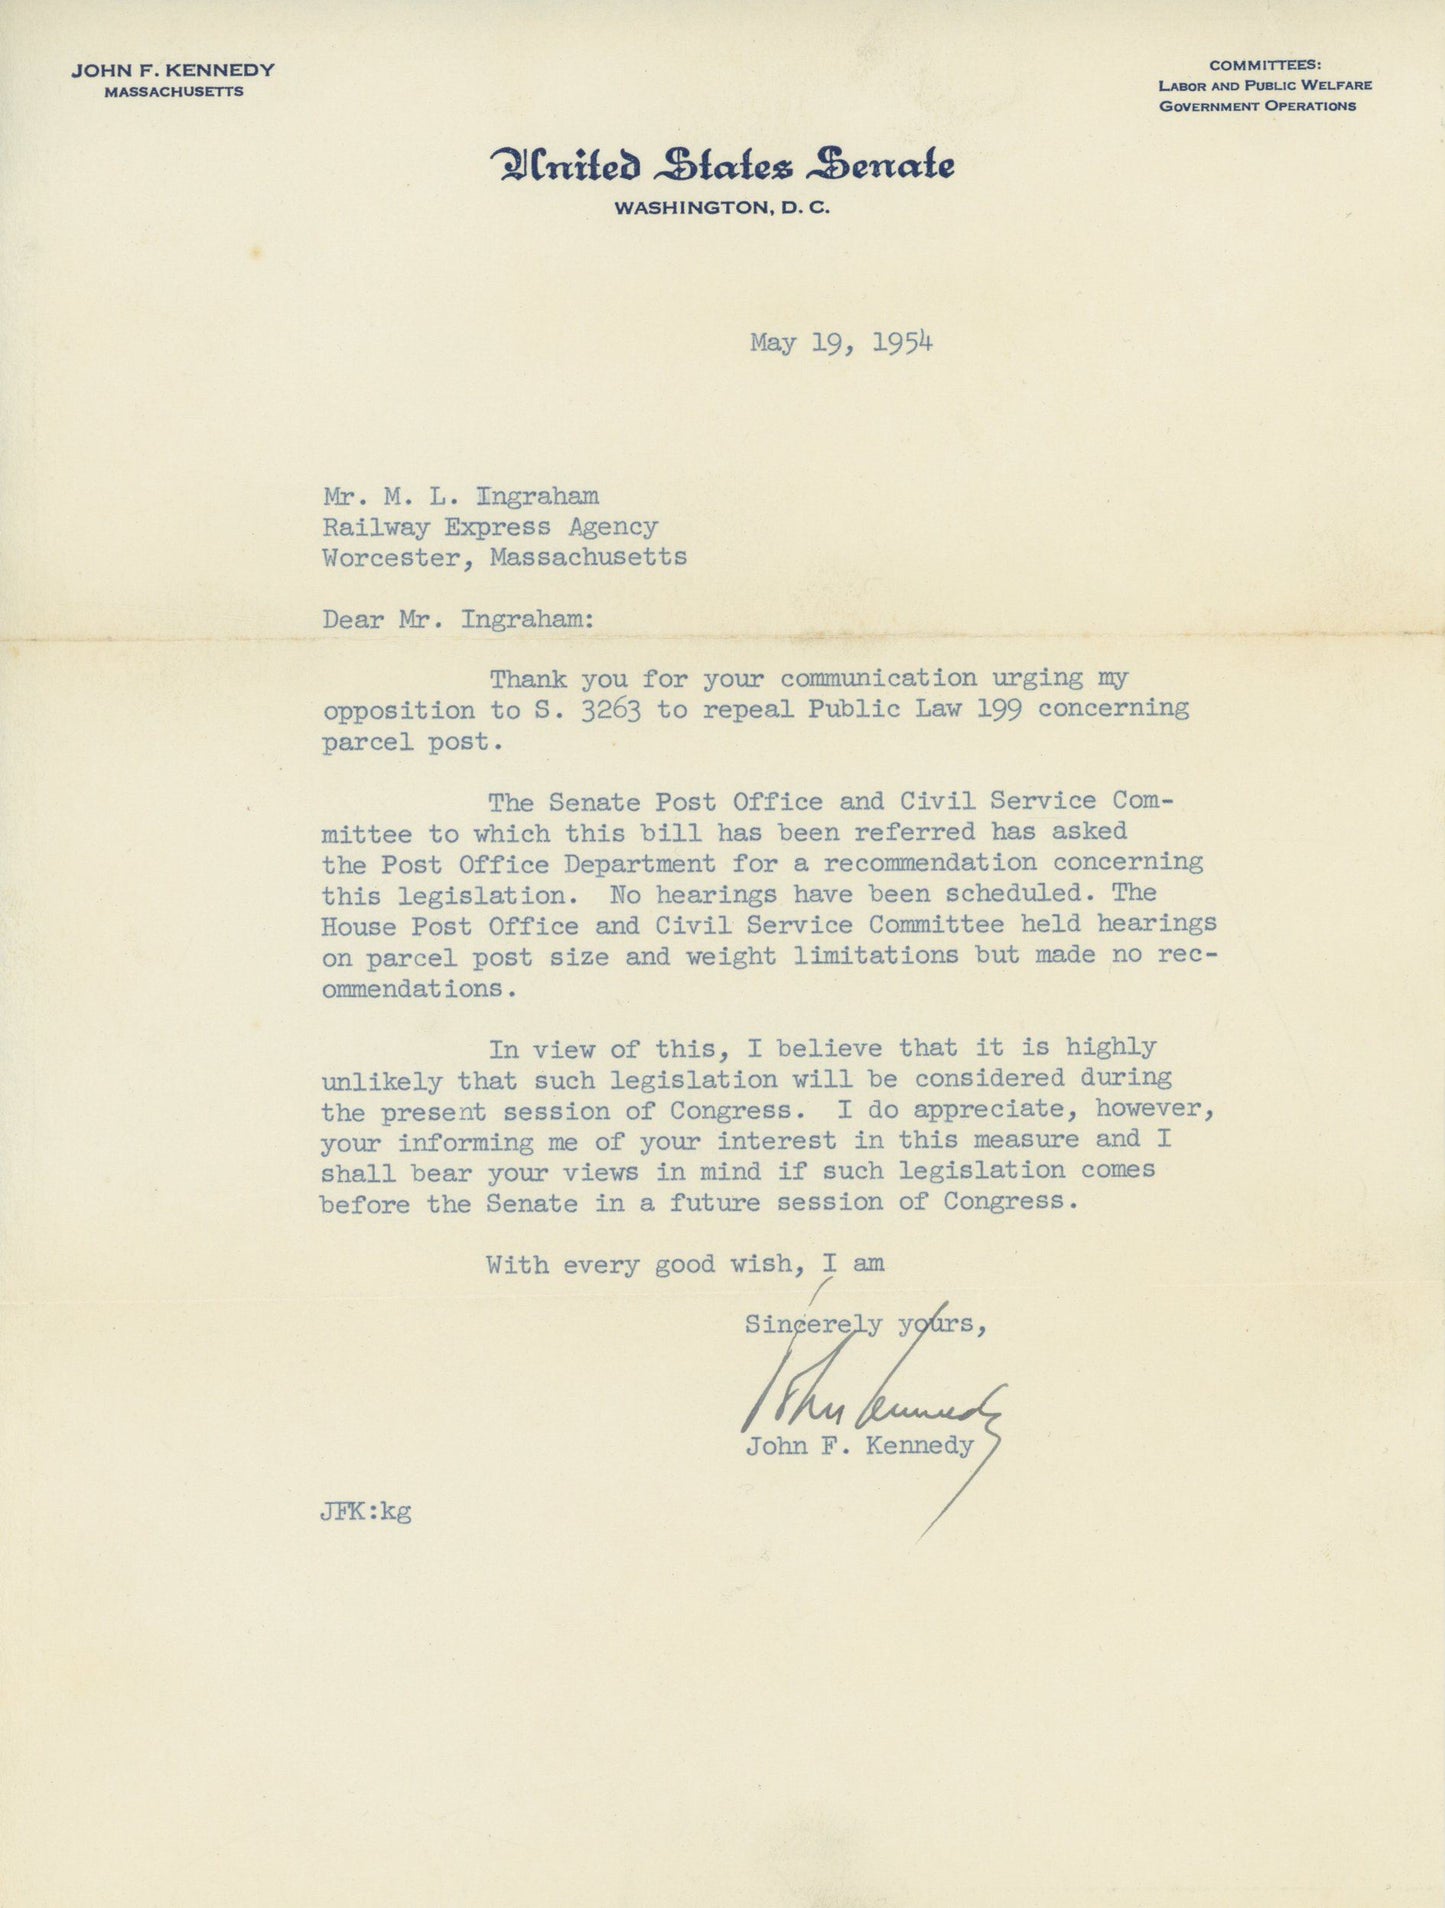 JOHN F. KENNEDY
MASSACHUSETTS
COMMITTEES:
LABOR AND PUBLIC WELFARE
GOVERNMENT OPERATIONS
United States Senate
WASHINGTON, D. C.
May 19, 1954
Mr. M. L. Ingraham
Railway Express Agency
Worcester, Massachusetts
Dear Mr. Ingraham:
Thank you for your communication urging my
opposition to S. 3263 to repeal Public Law 199 concerning
parcel post.
The Senate Post Office and Civil Service Com-
mittee to which this bill has been referred has asked
the Post Office Department for a recommendation concerning
this legislation. No hearings have been scheduled. The
House Post Office and Civil Service Committee held hearings
on parcel post size and weight limitations but made no rec-
ommendations.
In view of this, I believe that it is highly
unlikely that such legislation will be considered during
the present session of Congress. I do appreciate, however,
your informing me of your interest in this measure and I
shall bear your views in mind if such legislation comes
before the Senate in a future session of Congress.
With every good wish, I am
Sincerely yours,
John Kennedy
John F. Kennedy
JFK:kg